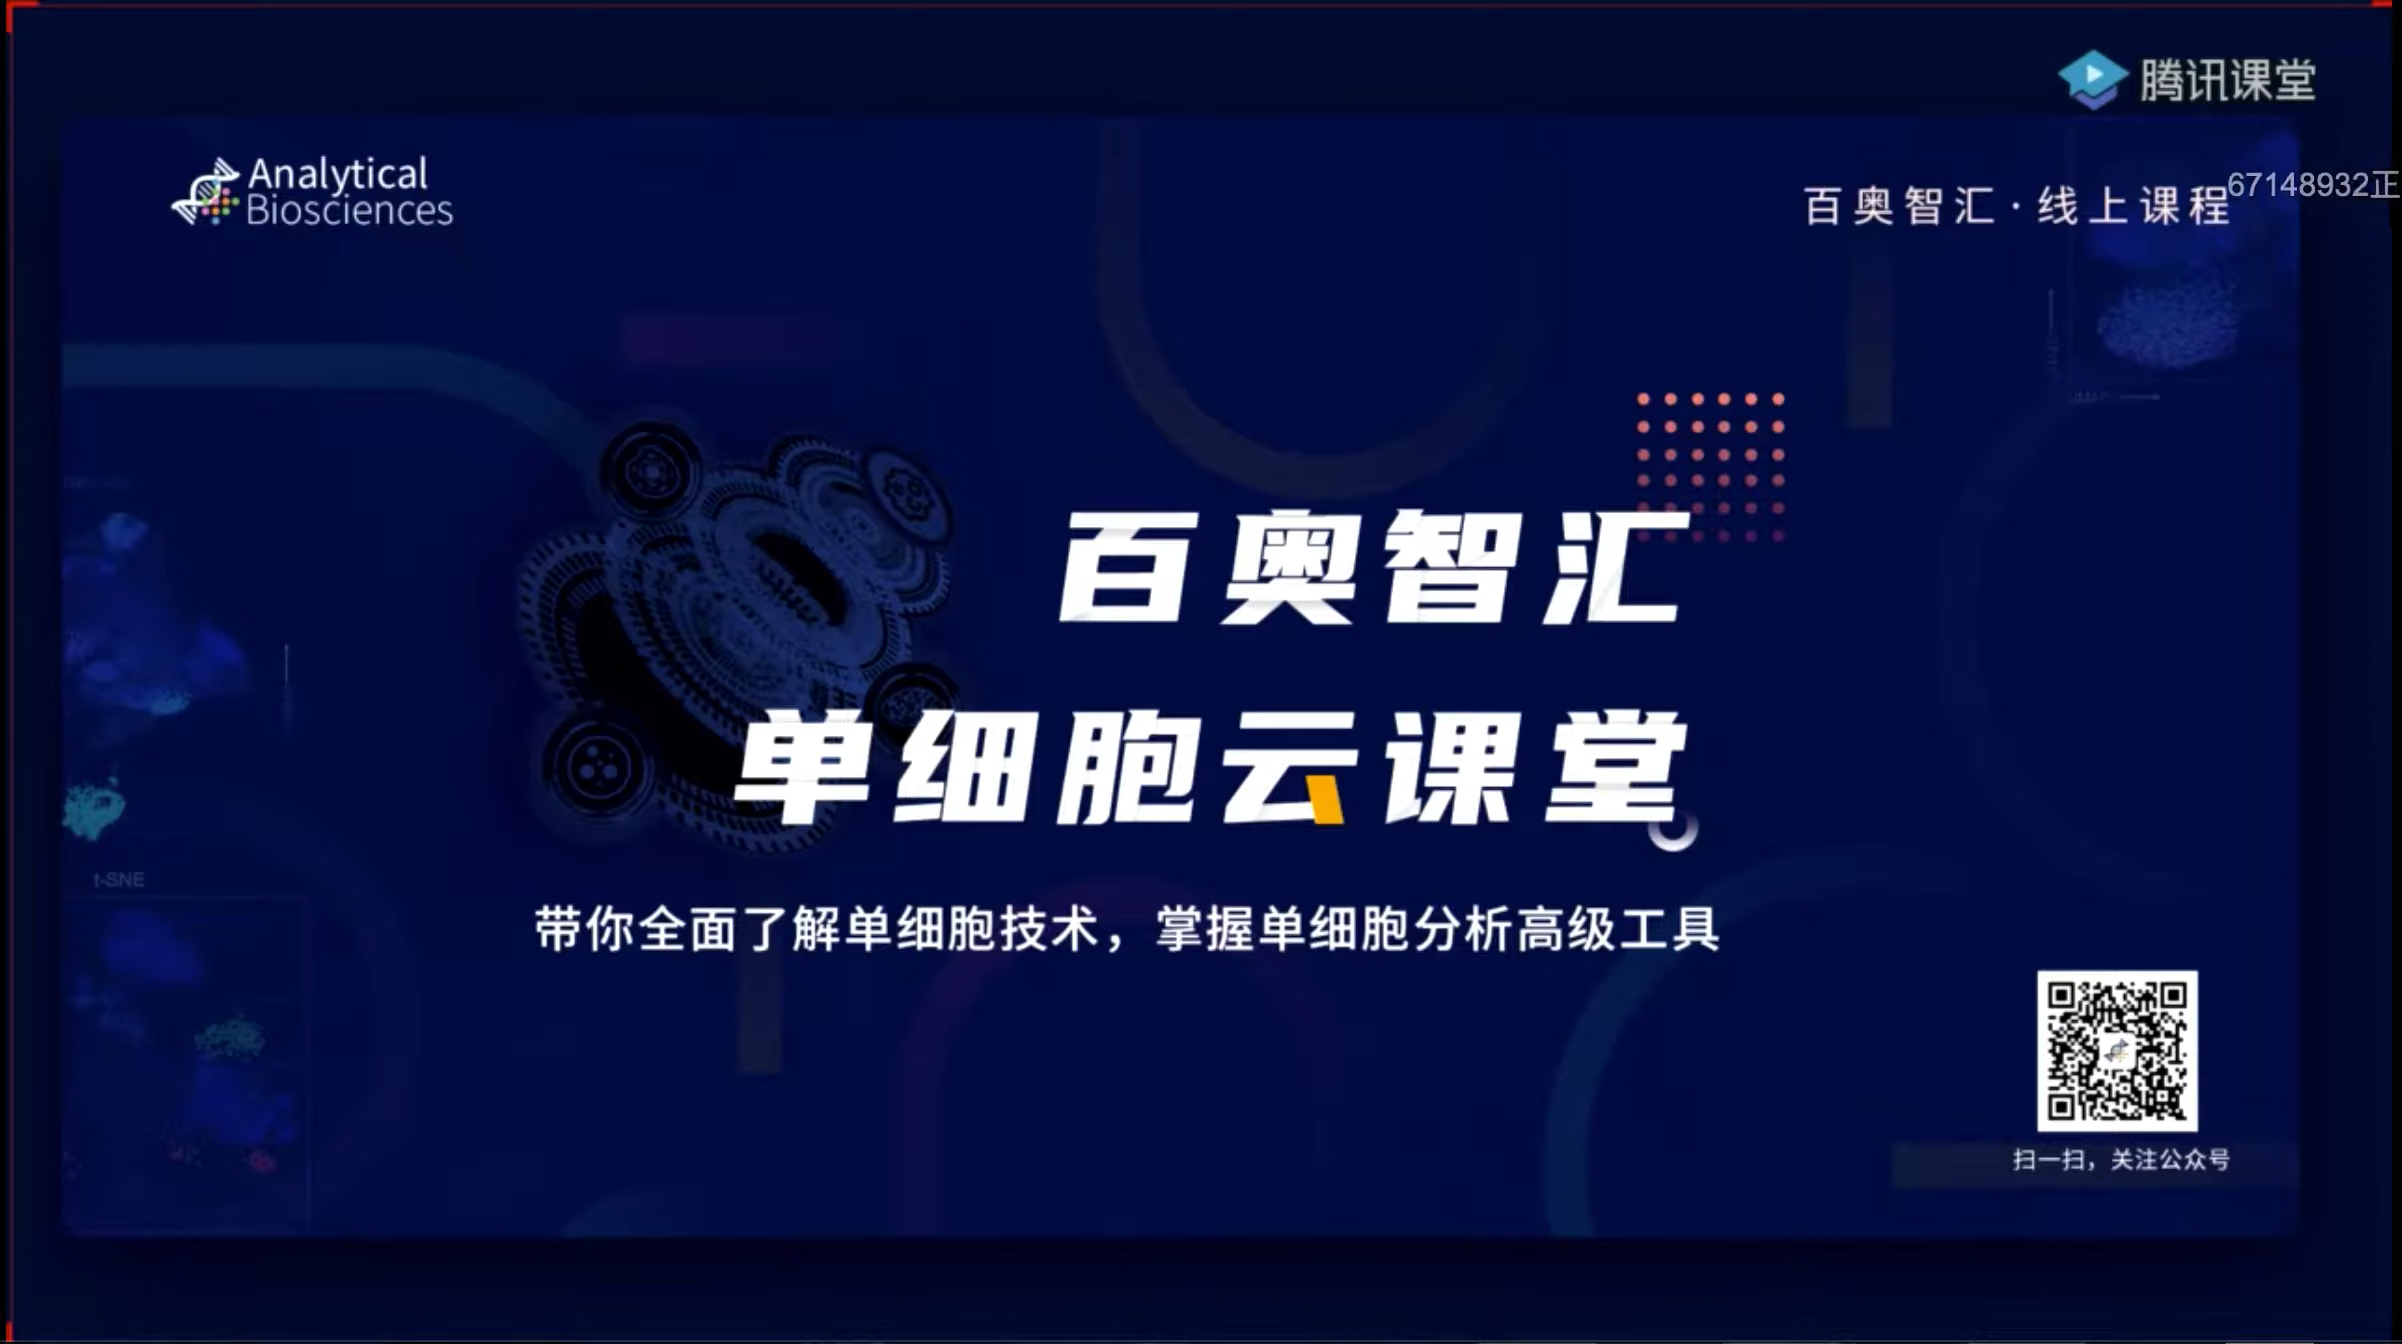 腾讯课堂
Analytical
Biosciences
百奥智汇·线上课程
67148932正
百奥智汇
单细胞云课堂
t-SNE
带你全面了解单细胞技术，掌握单细胞分析高级工具
扫一扫，关注公众号